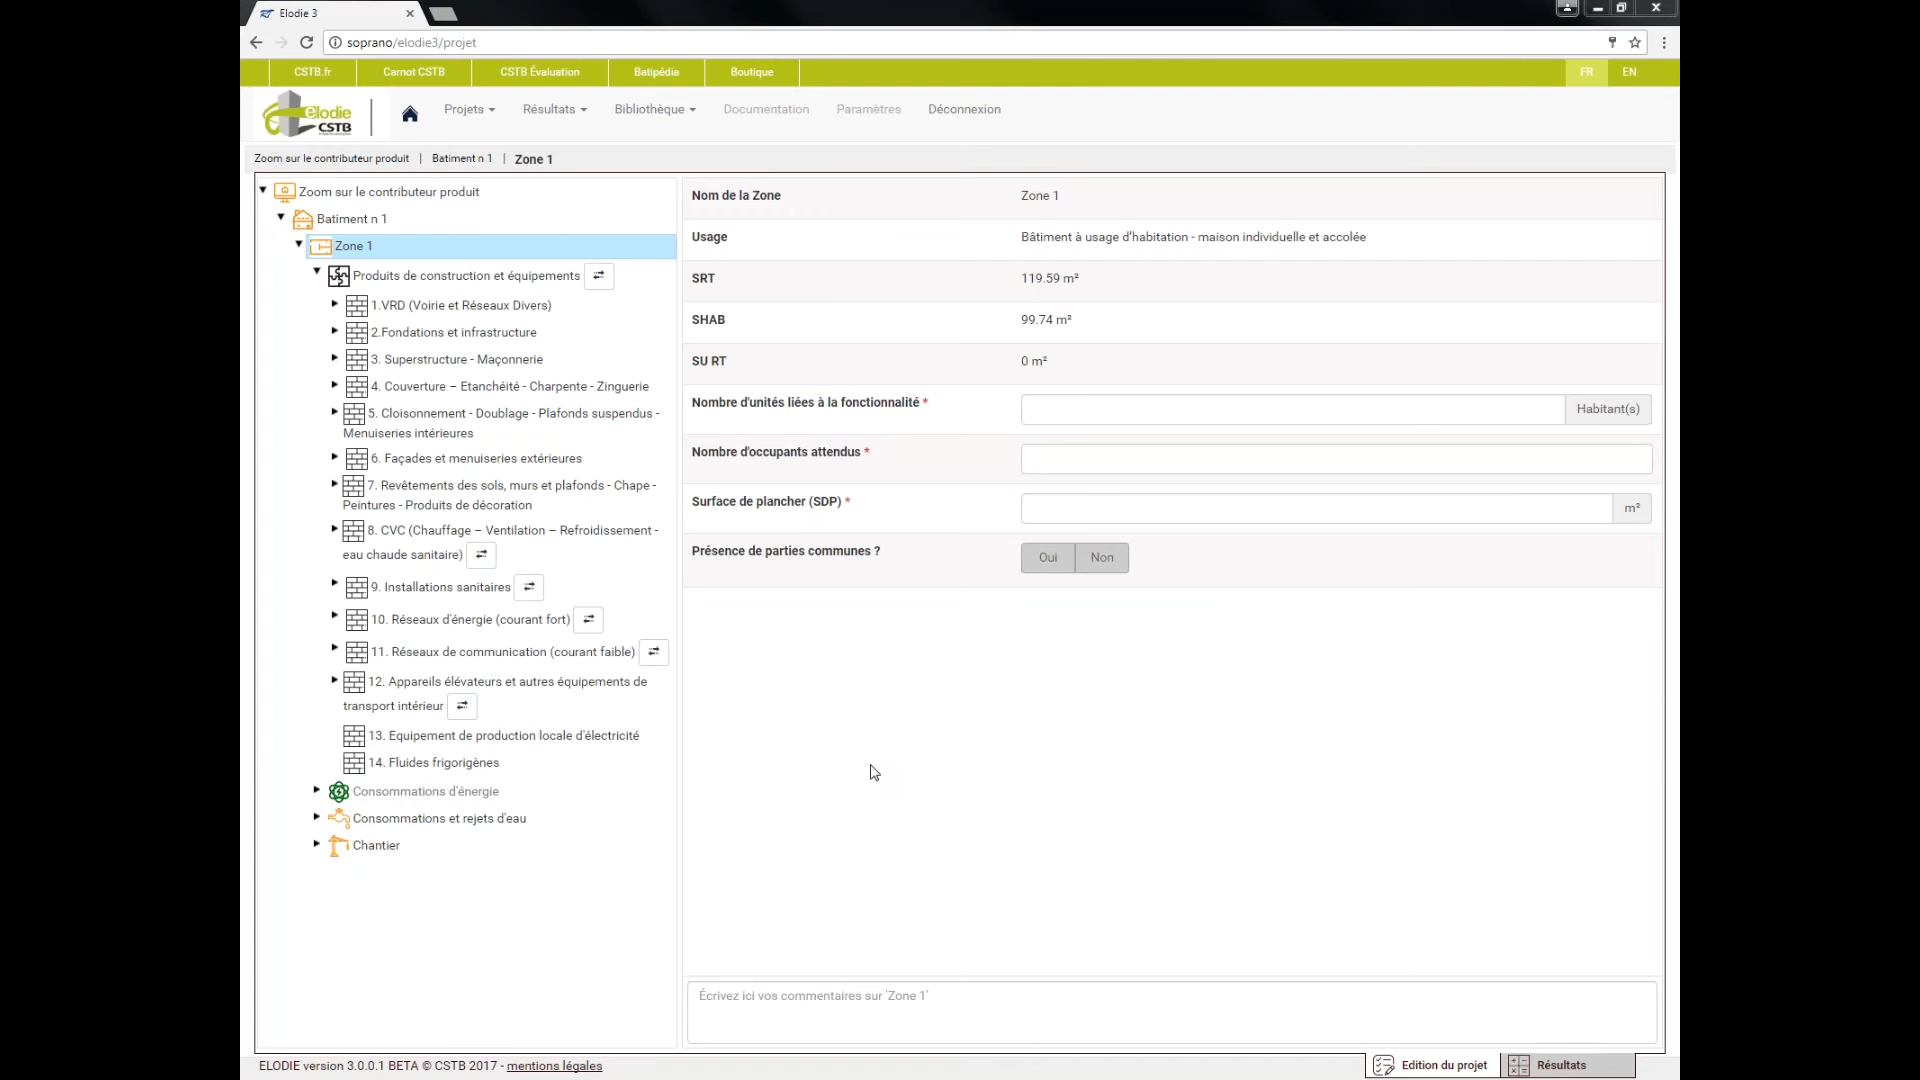 Elodie 3
soprano/elodie3/projet
CSTB.fr
Carnot CSTB
CSTB Évaluation
Batipédia
Boutique
FR
EN
elodie
CSTB
Projets
Résultats
Bibliothèque
Documentation
Paramètres
Déconnexion
Zoom sur le contributeur produit | Batiment n 1 | Zone 1
Zoom sur le contributeur produit
Batiment n 1
Zone 1
Produits de construction et équipements
1.VRD (Voirie et Réseaux Divers)
2.Fondations et infrastructure
3. Superstructure - Maçonnerie
4. Couverture – Etanchéité - Charpente - Zinguerie
5. Cloisonnement - Doublage - Plafonds suspendus -
Menuiseries intérieures
6. Façades et menuiseries extérieures
7. Revêtements des sols, murs et plafonds - Chape -
Peintures - Produits de décoration
8. CVC (Chauffage – Ventilation – Refroidissement -
eau chaude sanitaire)
9. Installations sanitaires
10. Réseaux d'énergie (courant fort)
11. Réseaux de communication (courant faible)
12. Appareils élévateurs et autres équipements de
transport intérieur
13. Equipement de production locale d'électricité
14. Fluides frigorigènes
Consommations d'énergie
Consommations et rejets d'eau
Chantier
Nom de la Zone
Zone 1
Usage
Bâtiment à usage d'habitation - maison individuelle et accolée
SRT
119.59 m²
SHAB
99.74 m²
SU RT
0 m²
Nombre d'unités liées à la fonctionnalité *
Habitant(s)
Nombre d'occupants attendus *
Surface de plancher (SDP) *
m²
Présence de parties communes ?
Oui
Non
Écrivez ici vos commentaires sur 'Zone 1'
ELODIE version 3.0.0.1 BETA © CSTB 2017 - mentions légales
Edition du projet
Résultats